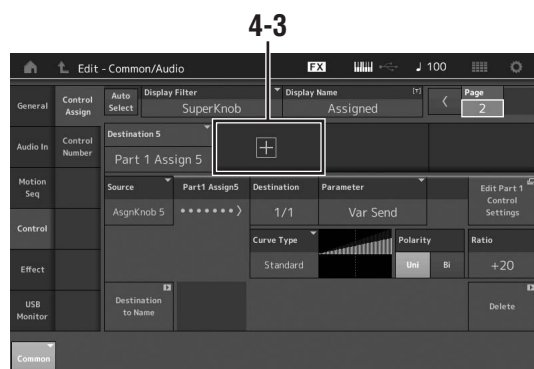 4-3
Edit - Common/Audio
FX
100
General
Control
Assign
Auto
Select
Display Filter
SuperKnob
Display Name
[T]
Assigned
Page
2
Audio In
Control
Number
Destination 5
Part 1 Assign 5
Motion
Seq
Source
AsgnKnob 5
Part1 Assign5
Destination
1/1
Parameter
Var Send
Edit Part 1
Control
Settings
Control
Curve Type
Standard
Polarity
Uni
Bi
Ratio
+20
Effect
USB
Monitor
Destination
to Name
Delete
Common